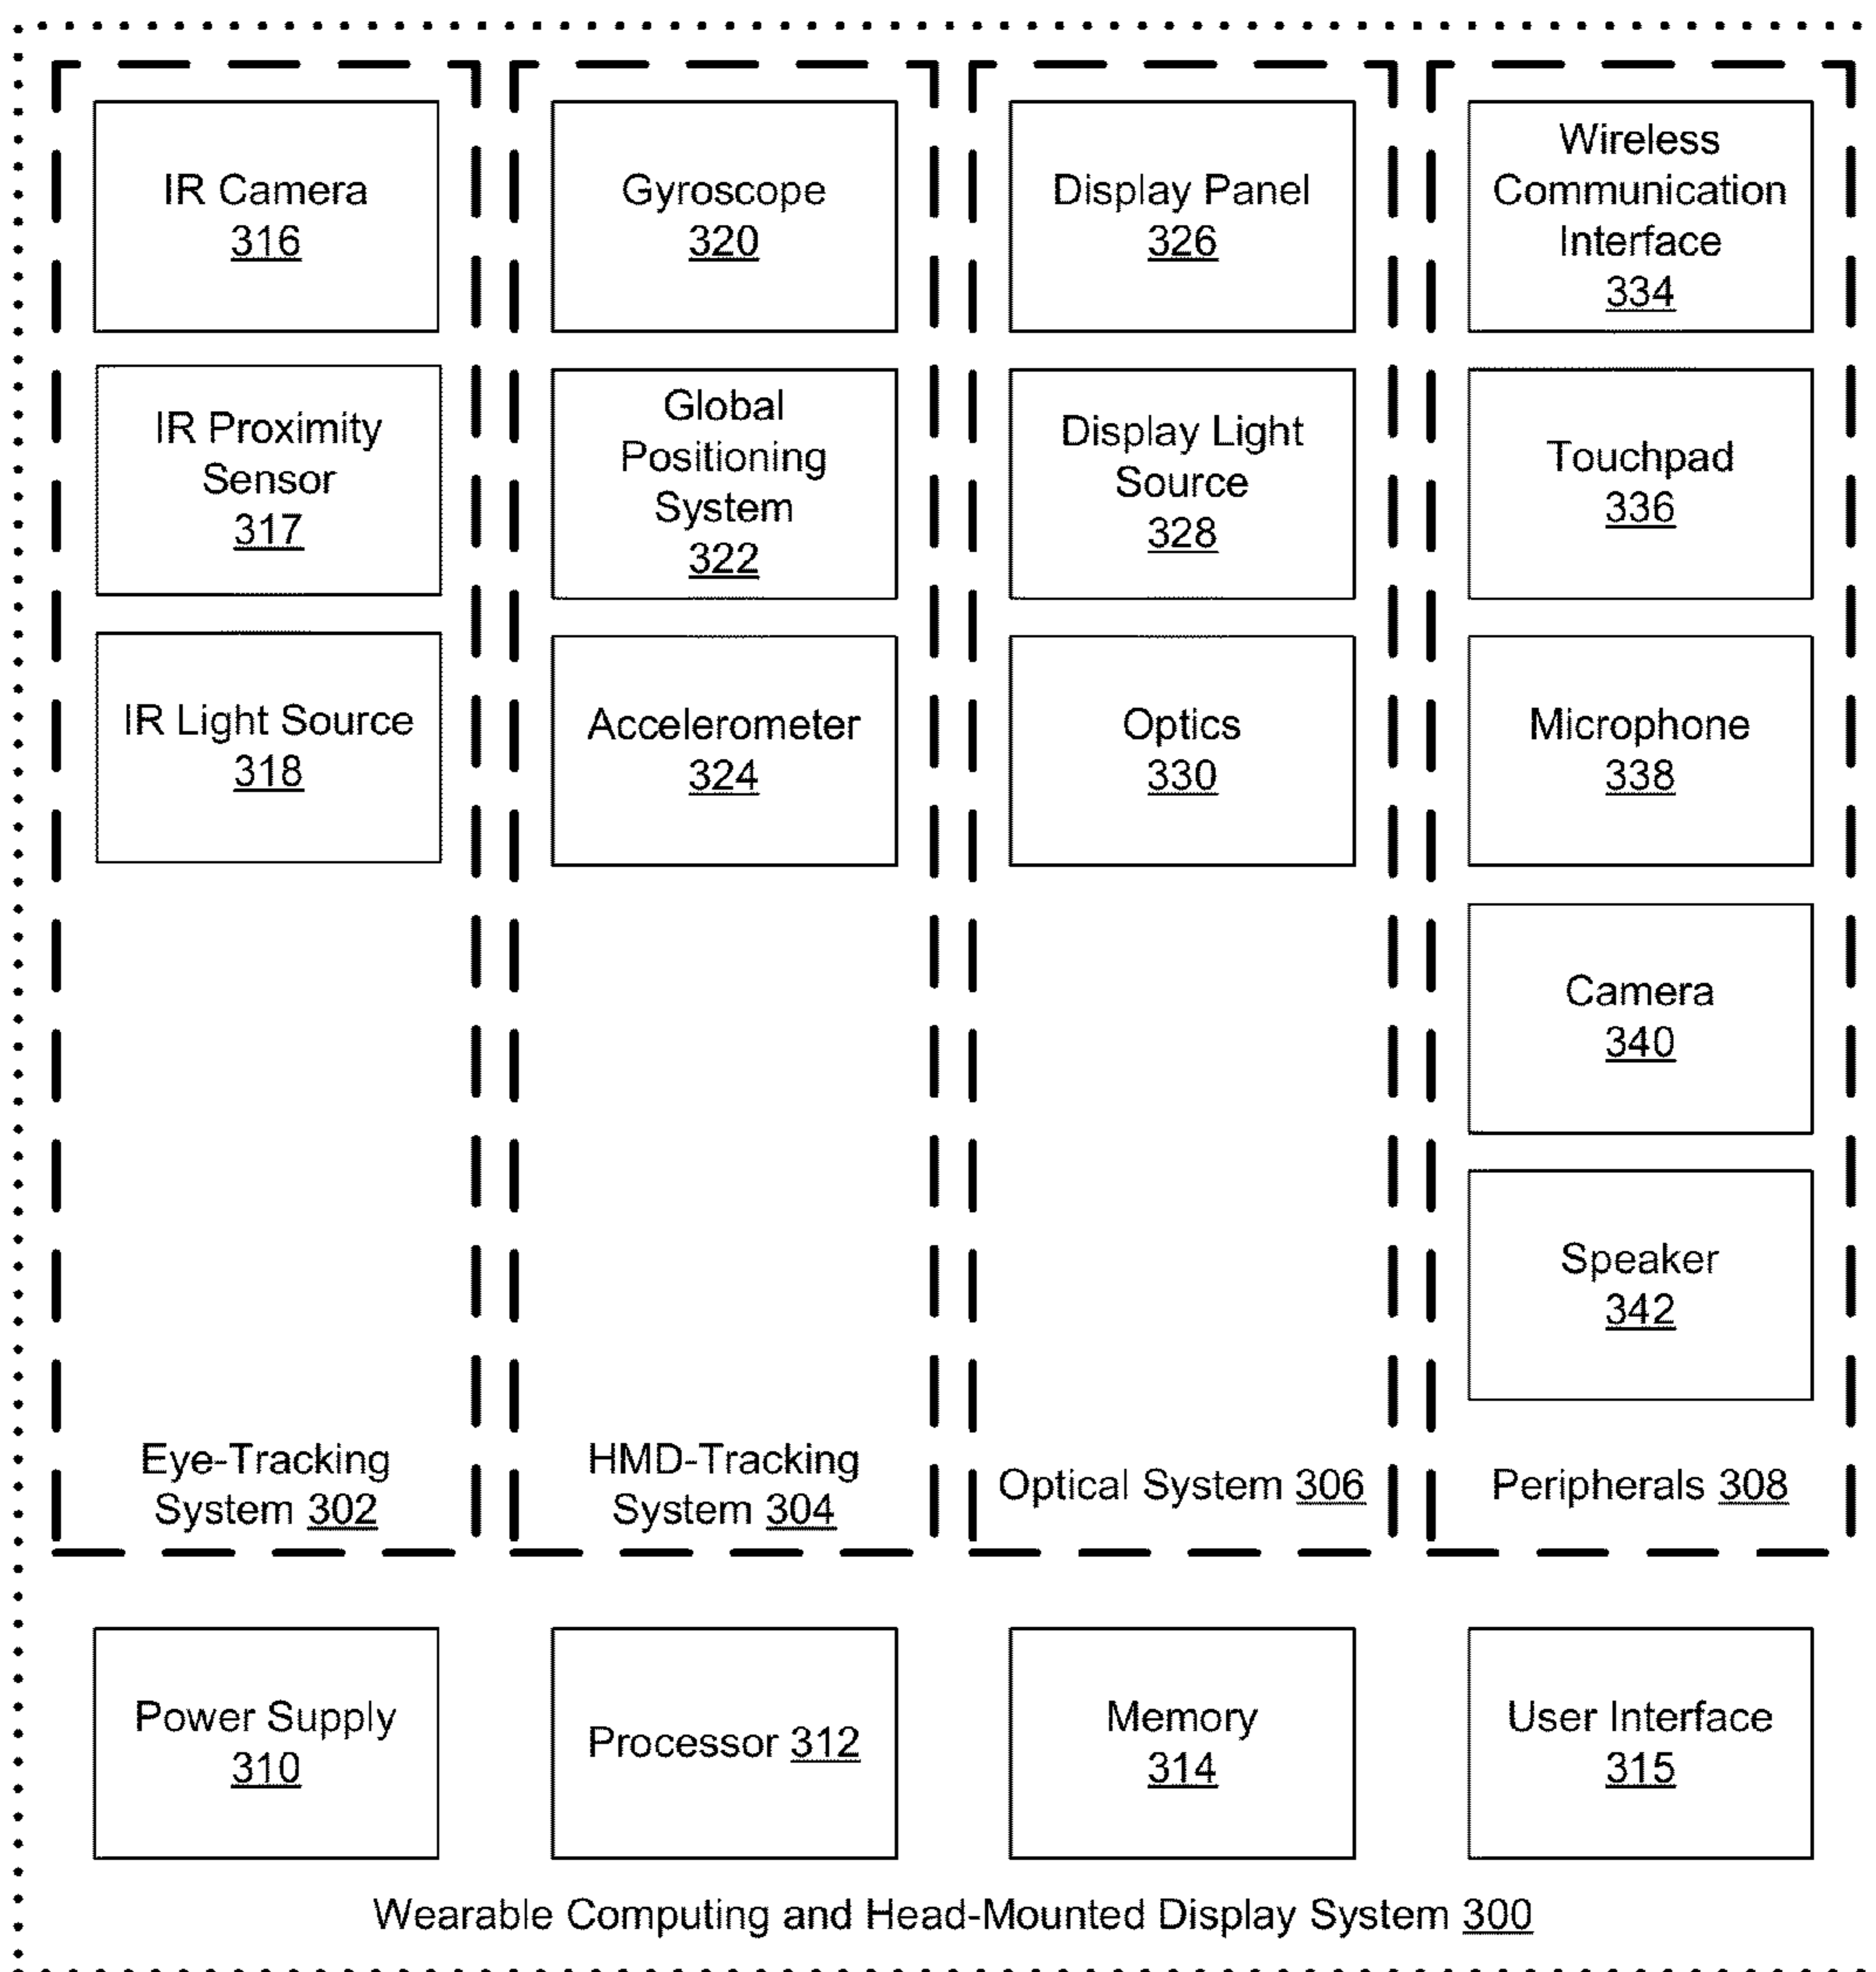 IR Camera
316
IR Proximity
Sensor
317
IR Light Source
318
Eye-Tracking
System 302
Gyroscope
320
Global
Positioning
System
322
Accelerometer
324
HMD-Tracking
System 304
Display Panel
326
Display Light
Source
328
Optics
330
Optical System 306
Wireless
Communication
Interface
334
Touchpad
336
Microphone
338
Camera
340
Speaker
342
Peripherals 308
Power Supply
310
Processor 312
Memory
314
User Interface
315
Wearable Computing and Head-Mounted Display System 300